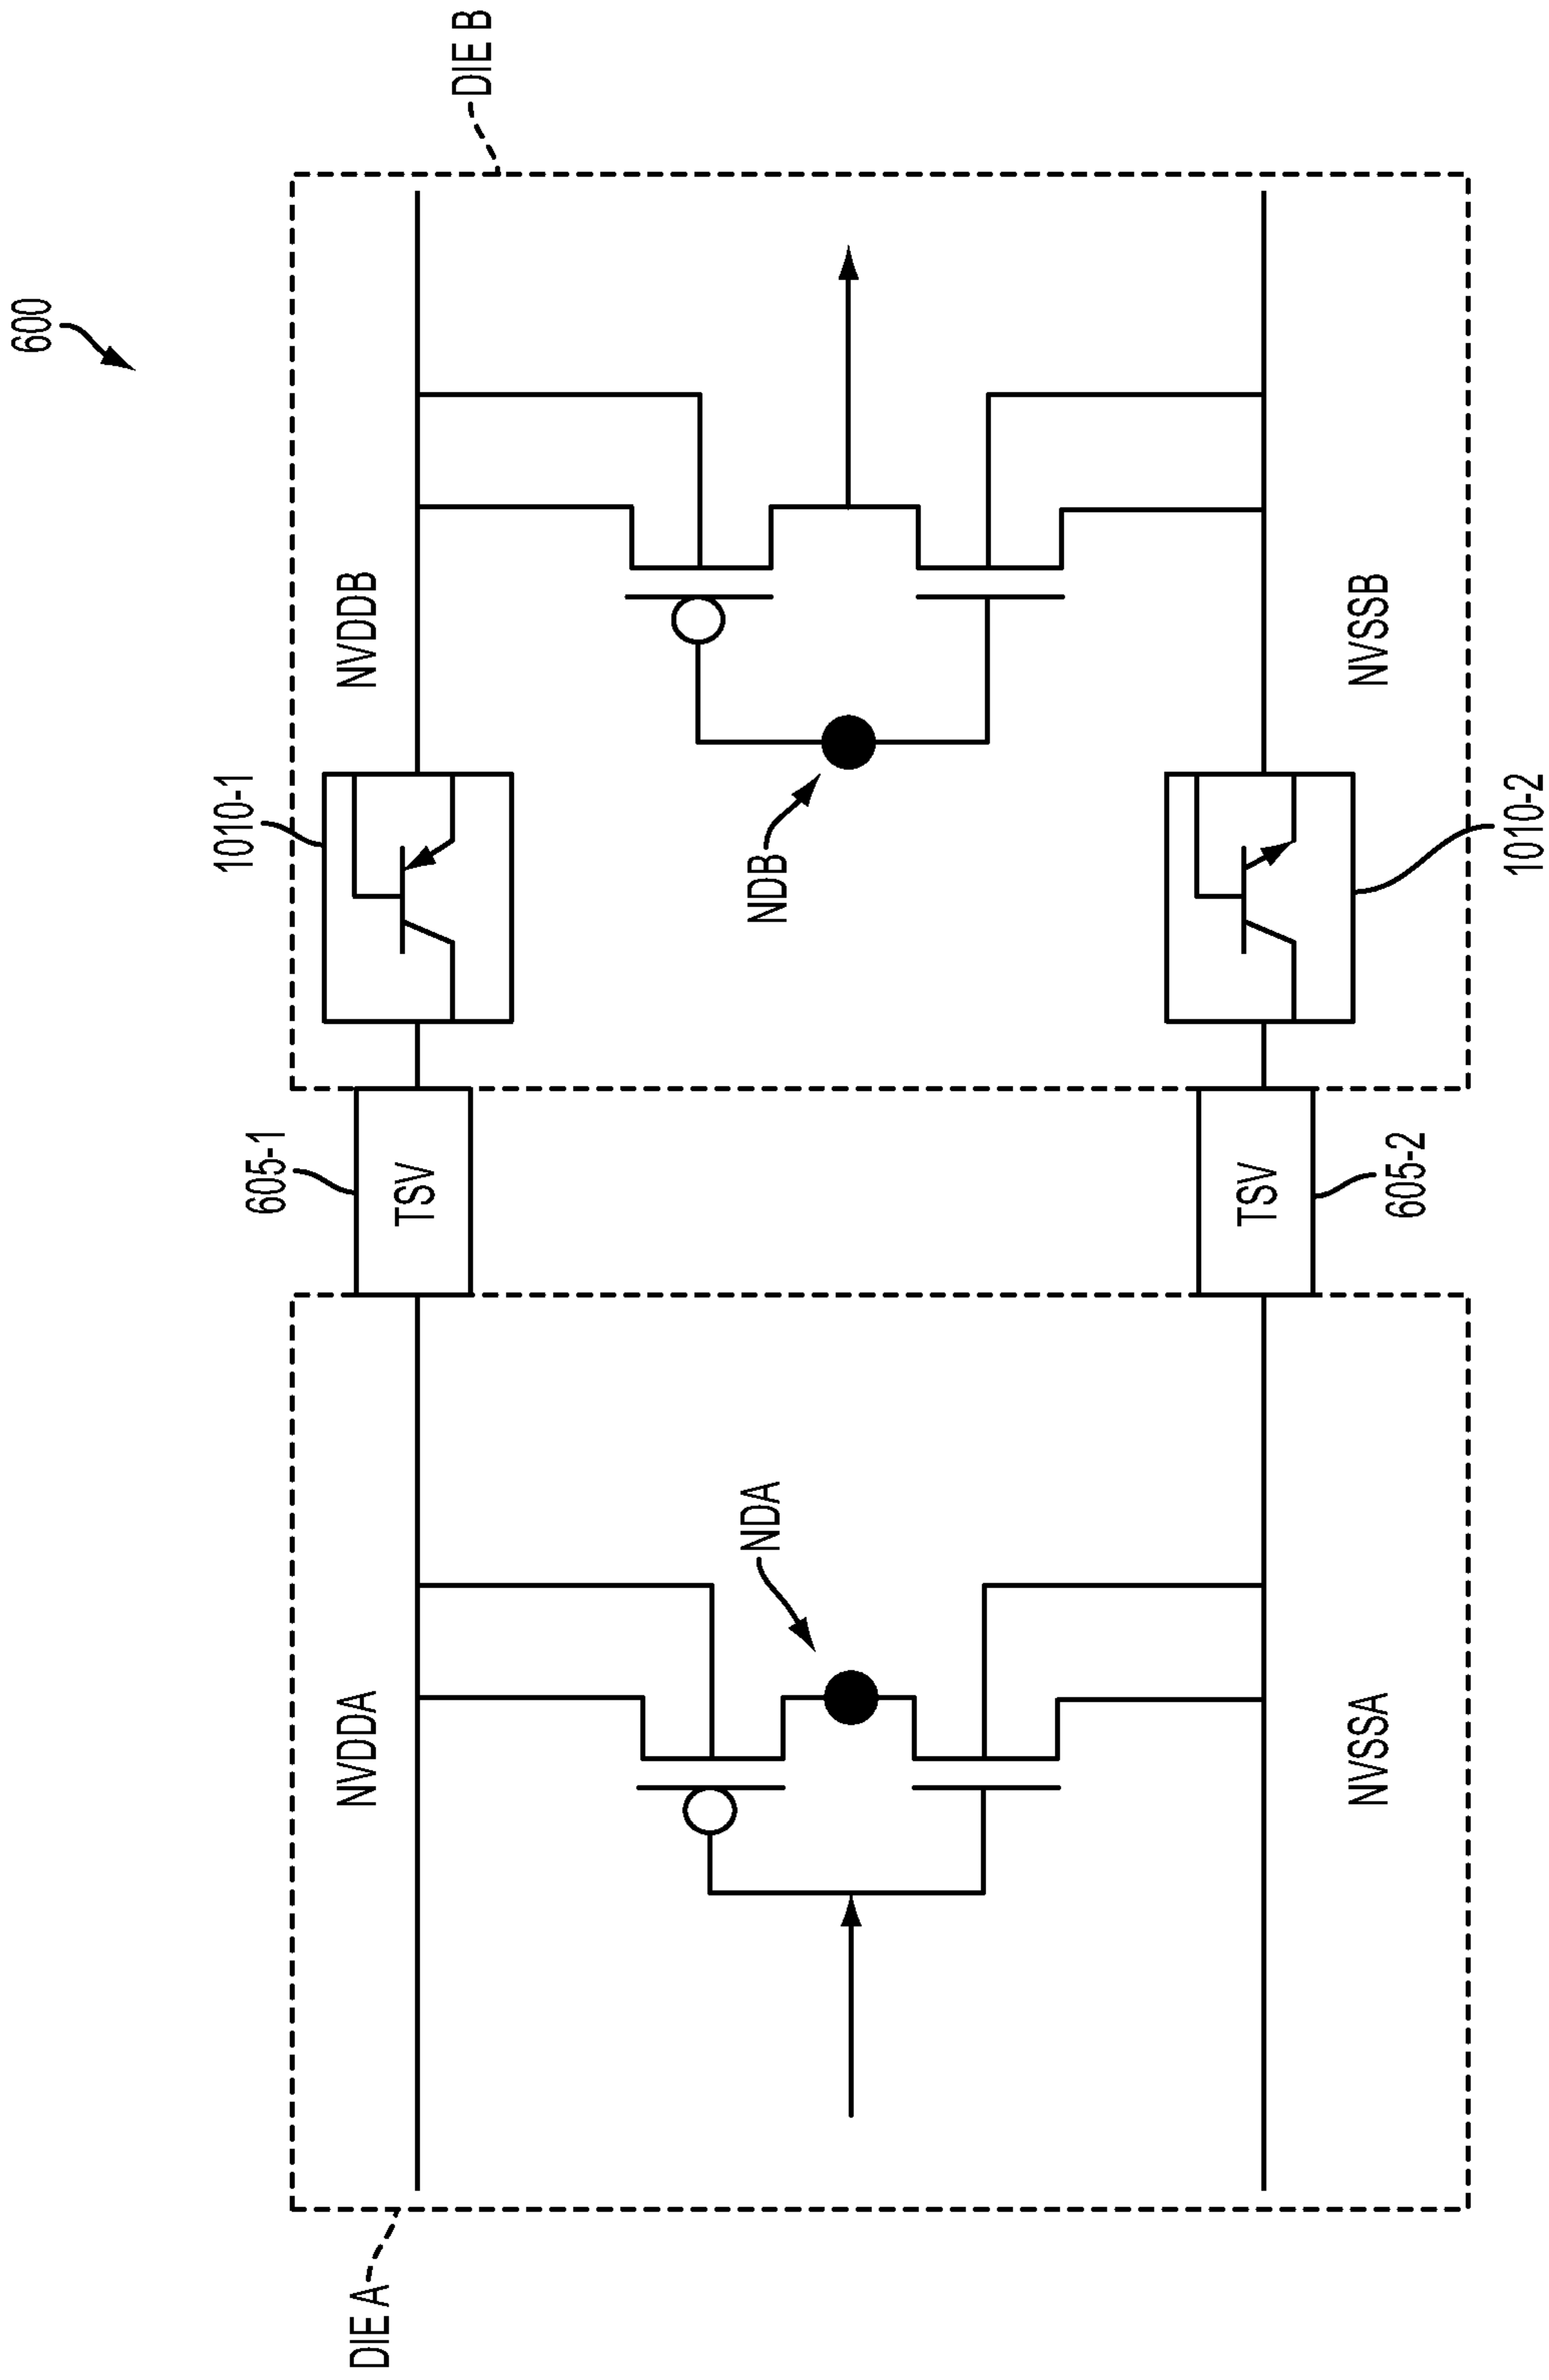 600
DIE A
DIE B
NVDDA
605-1
TSV
1010-1
NVDDB
NDA
NDB
NVSSA
605-2
TSV
1010-2
NVSSB